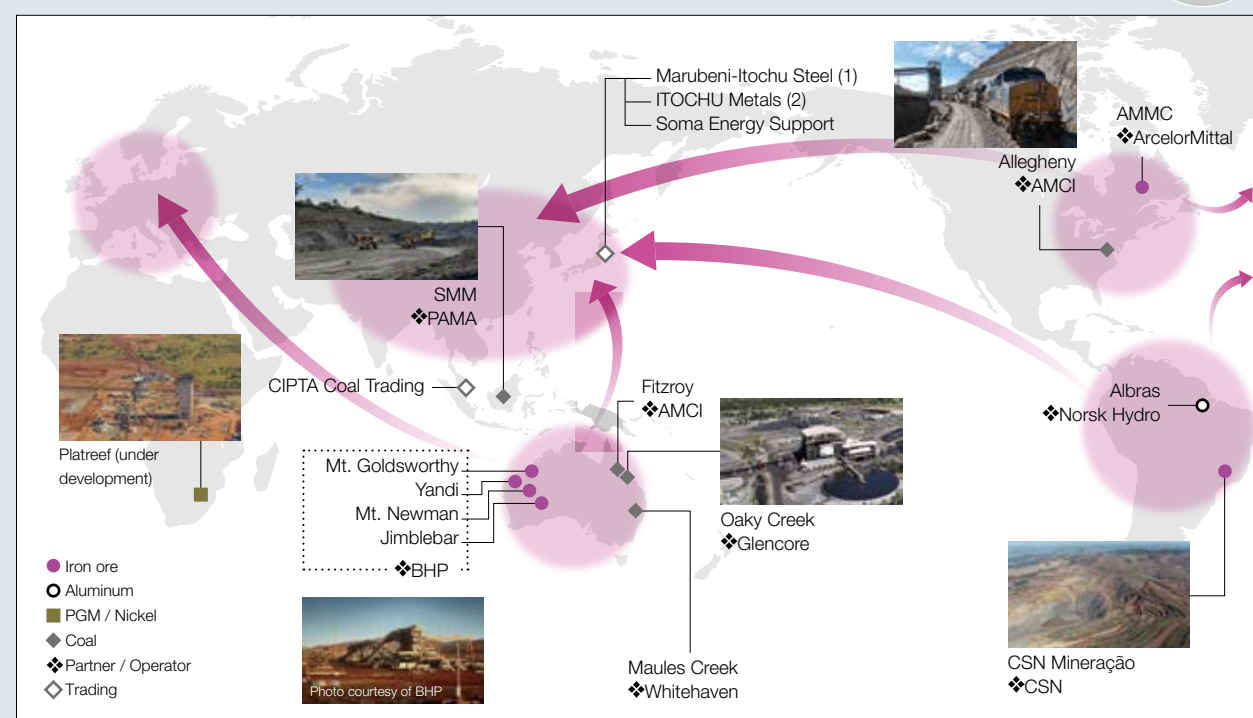 Marubeni-Itochu Steel (1)
ITOCHU Metals (2)
Soma Energy Support
AMMC
❖ArcelorMittal
Allegheny
❖AMCI
SMM
❖PAMA
CIPTA Coal Trading
Fitzroy
❖AMCI
Albras
❖Norsk Hydro
Platreef (under
development)
Mt. Goldsworthy
Yandi
Mt. Newman
Jimblebar
❖BHP
Oaky Creek
❖Glencore
Iron ore
Aluminum
PGM / Nickel
Coal
❖Partner / Operator
Trading
Photo courtesy of BHP
Maules Creek
❖Whitehaven
CSN Mineração
❖CSN